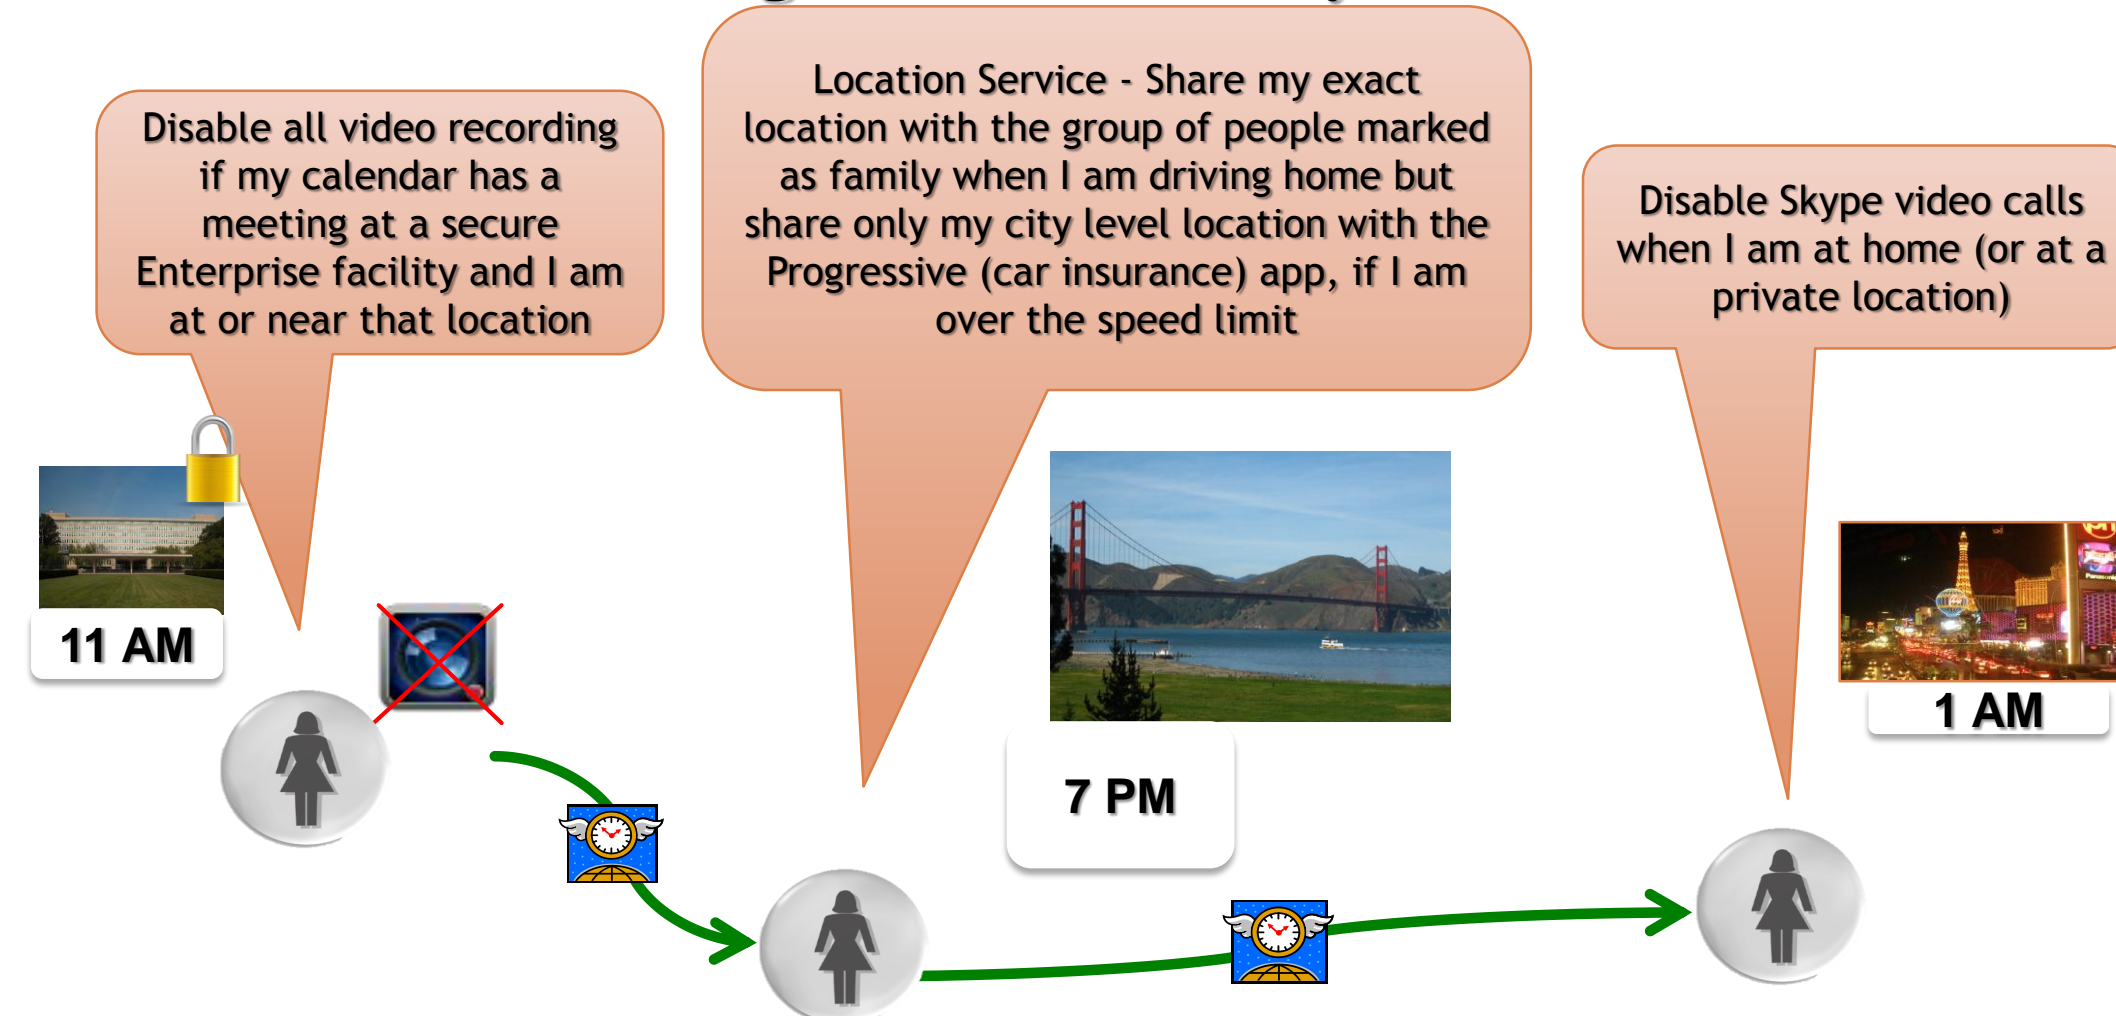 Disable all video recording
if my calendar has a
meeting at a secure
Enterprise facility and I am
at or near that location
Location Service - Share my exact
location with the group of people marked
as family when I am driving home but
share only my city level location with the
Progressive (car insurance) app, if I am
over the speed limit
Disable Skype video calls
when I am at home (or at a
private location)
11 AM
7 PM
1 AM